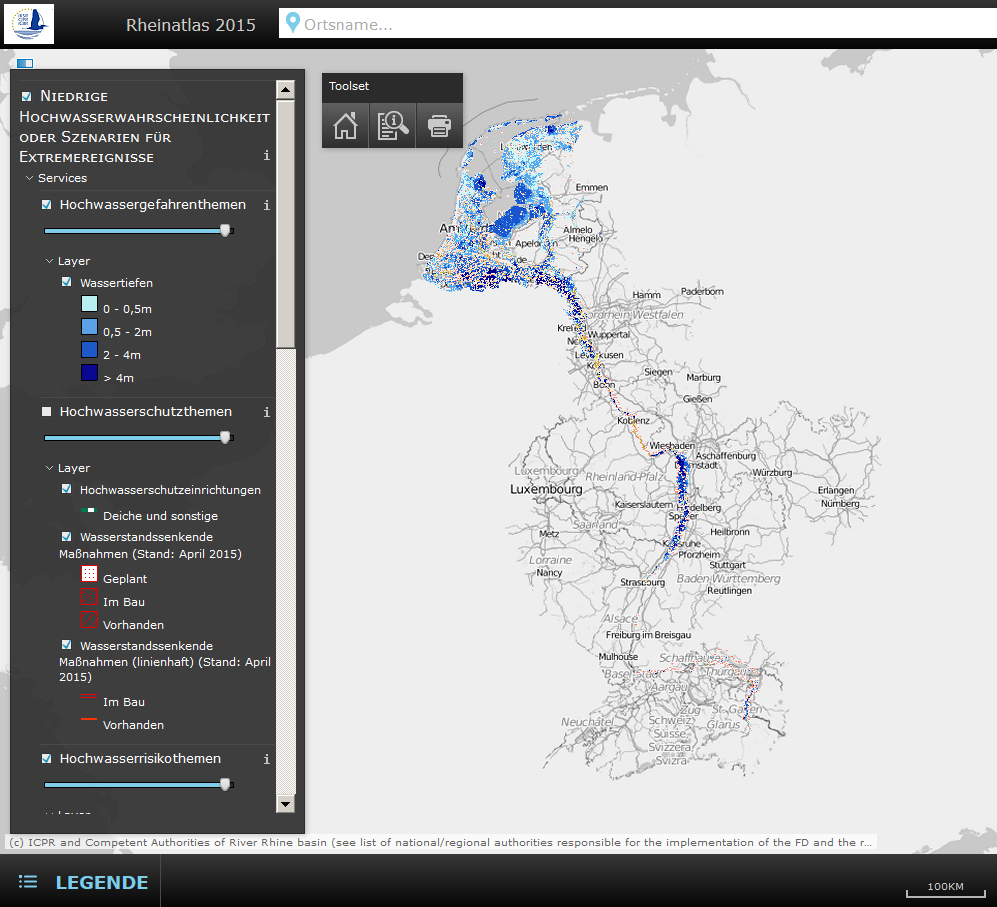 Rheinatlas 2015
Ortsname...
Niedrige
Hochwasserwahrscheinlichkeit
oder Szenarien für
Extremereignisse
i
Services
Hochwassergefahrenthemen
i
Layer
Wassertiefen
0 - 0,5m
0,5 - 2m
2 - 4m
> 4m
Hochwasserschutzthemen
i
Layer
Hochwasserschutzeinrichtungen
Deiche und sonstige
Wasserstandssenkende
Maßnahmen (Stand: April 2015)
Geplant
Im Bau
Vorhanden
Wasserstandssenkende
Maßnahmen (linienhaft) (Stand: April
2015)
Im Bau
Vorhanden
Hochwasserrisikothemen
i
Toolset
Emmen
Almelo
Hengelo
Hamm
Paderborn
Nordrhein Westfalen
Wuppertal
Siegen
Marburg
Bonn
Gießen
Koblenz
Wiesbaden
Aschaffenburg
Luxembourg
Rheinland-Pfalz
Würzburg
Luxembourg
Kaiserslautern
Erlangen
Nürnberg
Saarland
Metz
Heilbronn
Karlsruhe
Pforzheim
Lorraine
Stuttgart
Nancy
Strasbourg
Baden-Württemberg
Reutlingen
Alsace
Freiburg im Breisgau
Mulhouse
Schaffhausen
Basel-Stadt
Thurgau
Aargau
Zug
St. Gallen
Neuchâtel
Schweiz,
Glarus
Suisse,
Svizzera,
Svizra
(c) ICPR and Competent Authorities of River Rhine basin (see list of national/regional authorities responsible for the implementation of the FD and the r...
LEGENDE
100KM